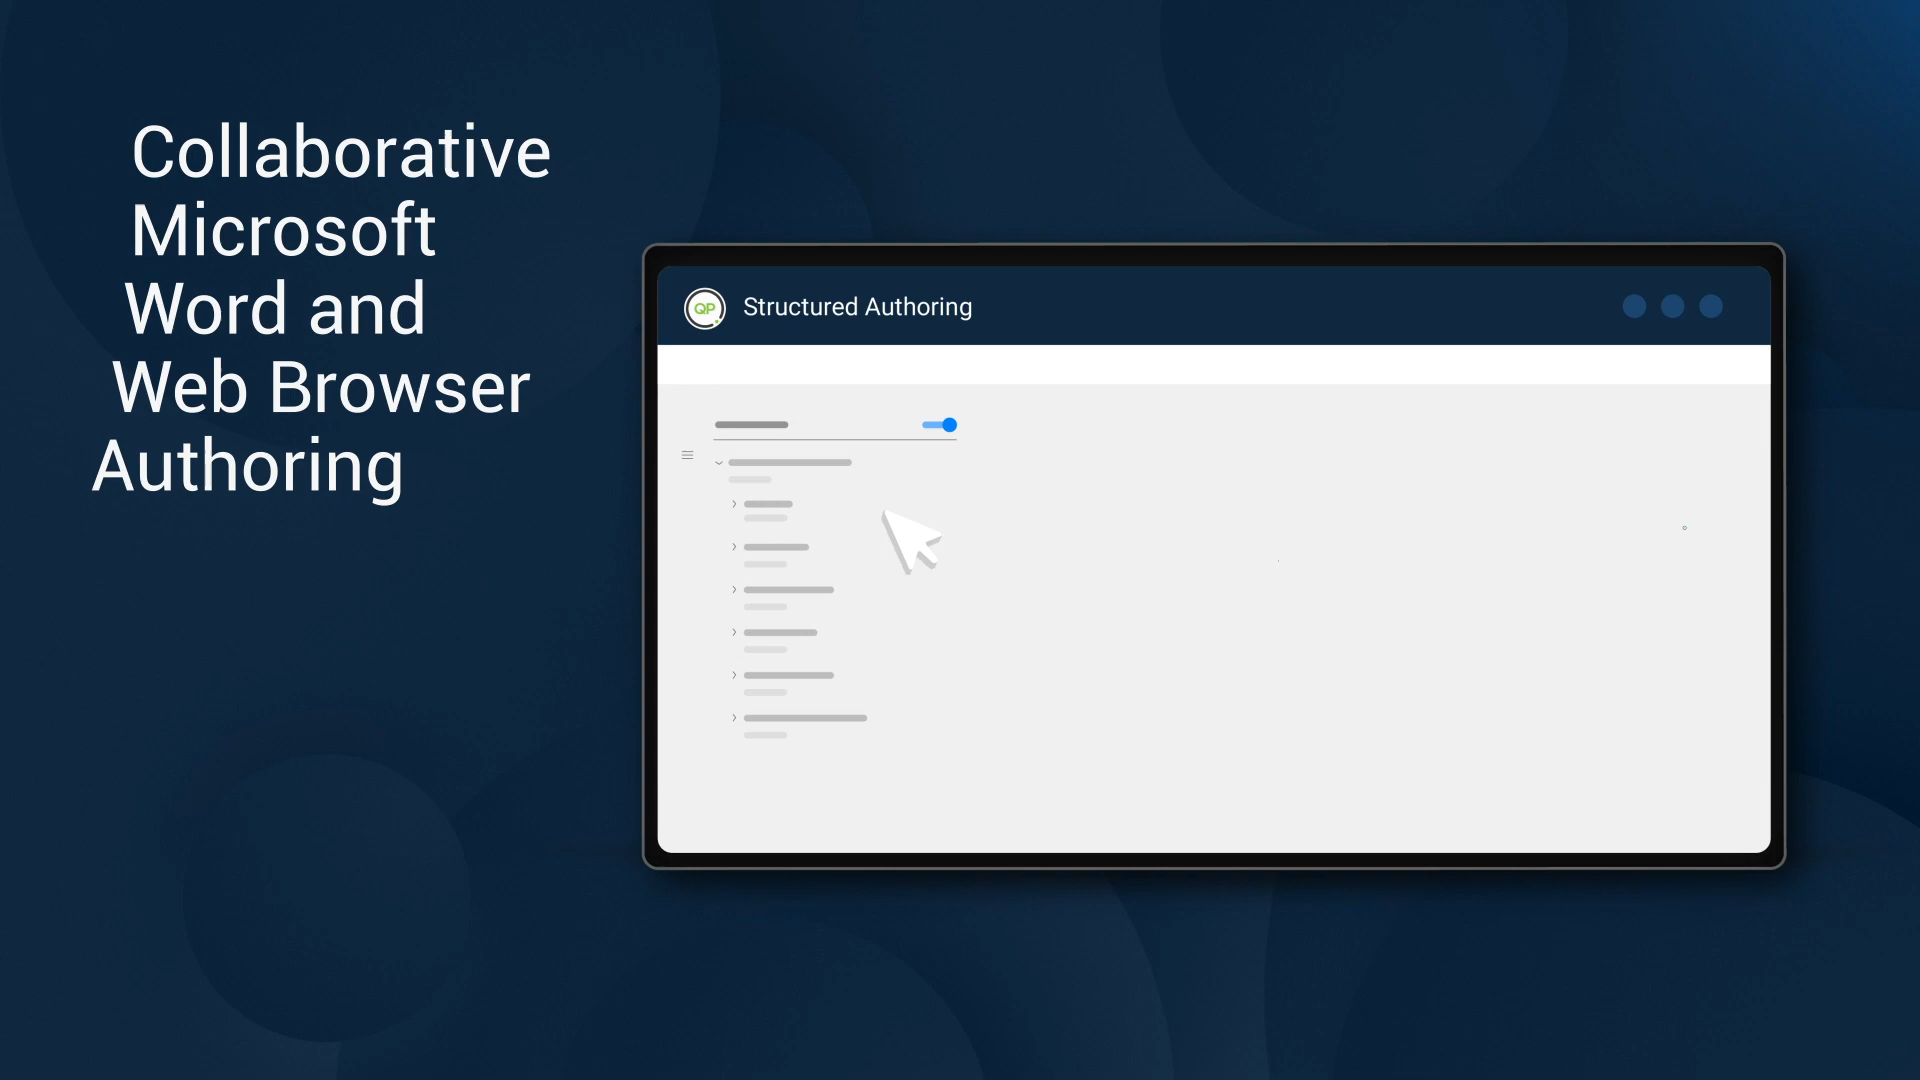 Collaborative
Microsoft
Word and
Web Browser
Authoring
QP
Structured Authoring